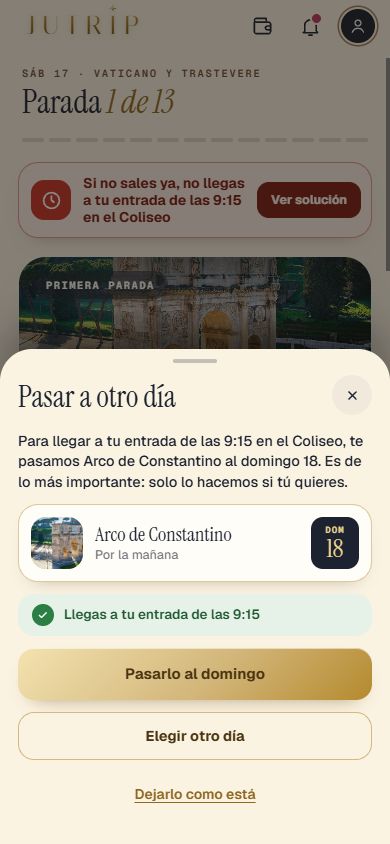 JUTRIP
SÁB 17 · VATICANO Y TRASTEVERE
Parada 1 de 13
Si no sales ya, no llegas
a tu entrada de las 9:15
en el Coliseo
Ver solución
PRIMERA PARADA
Pasar a otro día
Para llegar a tu entrada de las 9:15 en el Coliseo, te
pasamos Arco de Constantino al domingo 18. Es de
lo más importante: solo lo hacemos si tú quieres.
Arco de Constantino
Por la mañana
DOM
18
Llegas a tu entrada de las 9:15
Pasarlo al domingo
Elegir otro día
Dejarlo como está